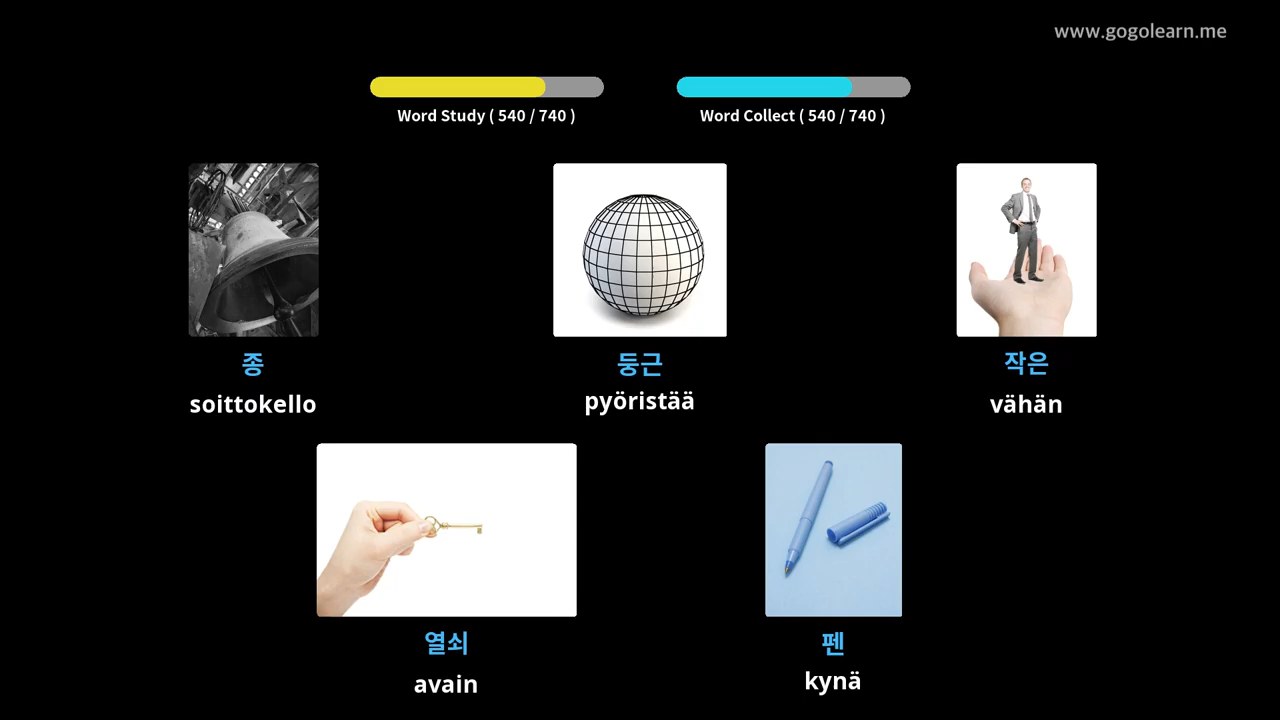 www.gogolearn.me
Word Study ( 540 / 740 )
Word Collect ( 540 / 740 )
종
soittokello
둥근
pyöristää
작은
vähän
열쇠
avain
펜
kynä